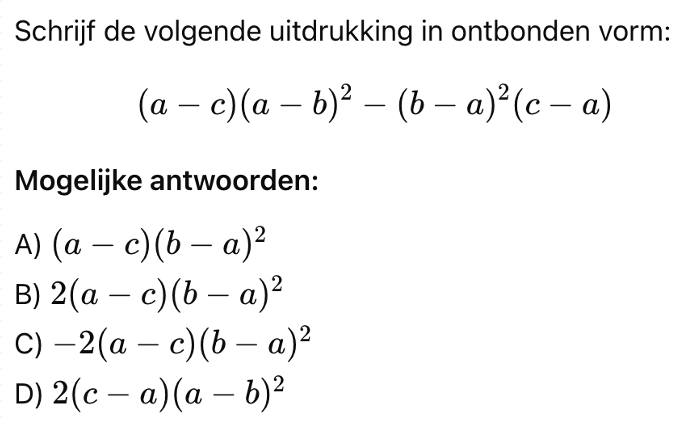 Schrijf de volgende uitdrukking in ontbonden vorm:
(a − c)(a − b)² − (b − a)²(c − a)
Mogelijke antwoorden:
A) (a − c)(b − a)²
B) 2(a − c)(b − a)²
C) −2(a − c)(b − a)²
D) 2(c − a)(a − b)²